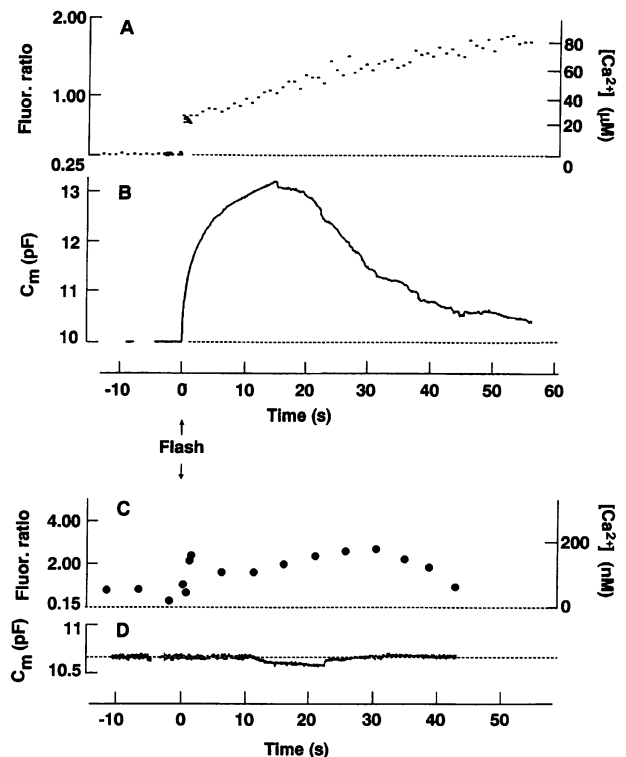 A
Fluor. ratio
2.00
1.00
0.25
[Ca²⁺] (μM)
80
60
40
20
0
B
Cₘ (pF)
13
12
11
10
-10 0 10 20 30 40 50 60
Time (s)
Flash
C
Fluor. ratio
4.00
2.00
0.15
[Ca²⁺] (nM)
200
0
D
Cₘ (pF)
11
10.5
-10 0 10 20 30 40 50
Time (s)